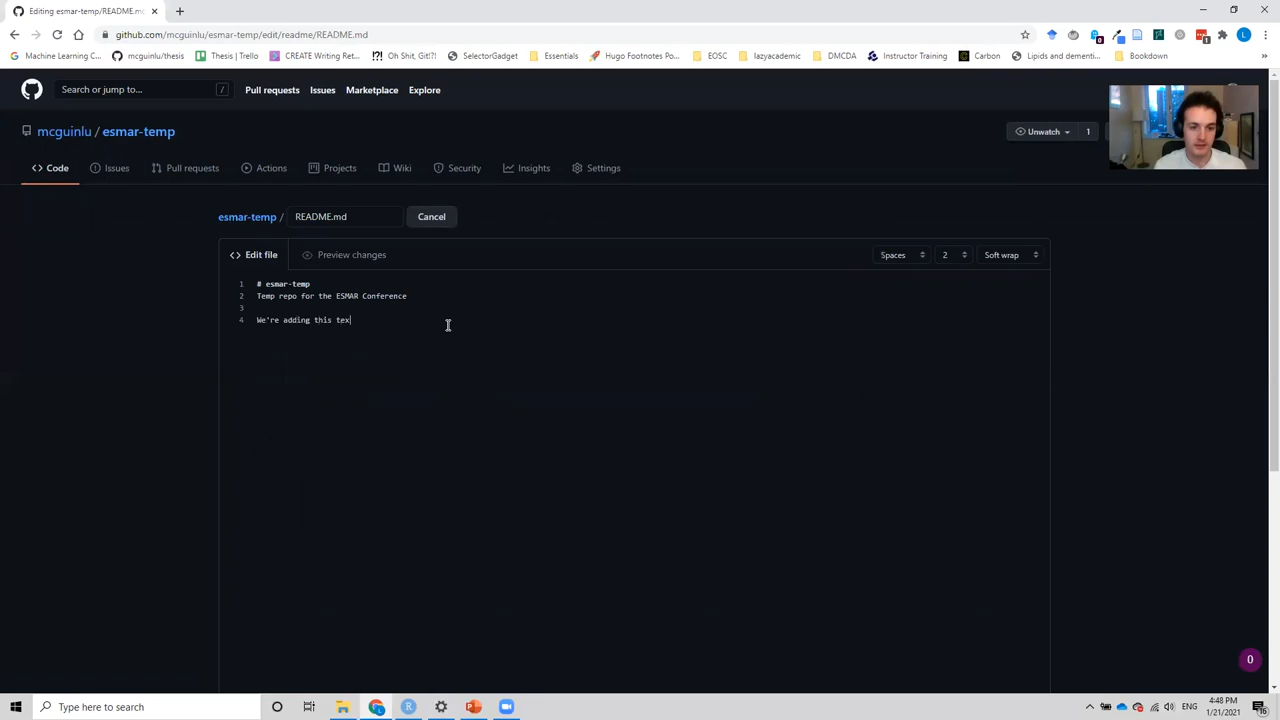 Editing esmar-temp/README.md
github.com/mcguinlu/esmar-temp/edit/readme/README.md
Machine Learning C... mcguinlu/thesis Thesis | Trello CREATE Writing Ret... ?!? Oh Shit, Git!?! SelectorGadget Essentials Hugo Footnotes Po... EOSC lazyacademic DMCDA Instructor Training Carbon Lipids and dementi... Bookdown »
Search or jump to... / Pull requests Issues Marketplace Explore
mcguinlu / esmar-temp Unwatch 1
Code Issues Pull requests Actions Projects Wiki Security Insights Settings
esmar-temp / README.md Cancel
<> Edit file Preview changes Spaces 2 Soft wrap
1 # esmar-temp
2 Temp repo for the ESMAR Conference
3
4 We're adding this tex
0
Type here to search
ENG 4:48 PM
1/21/2021